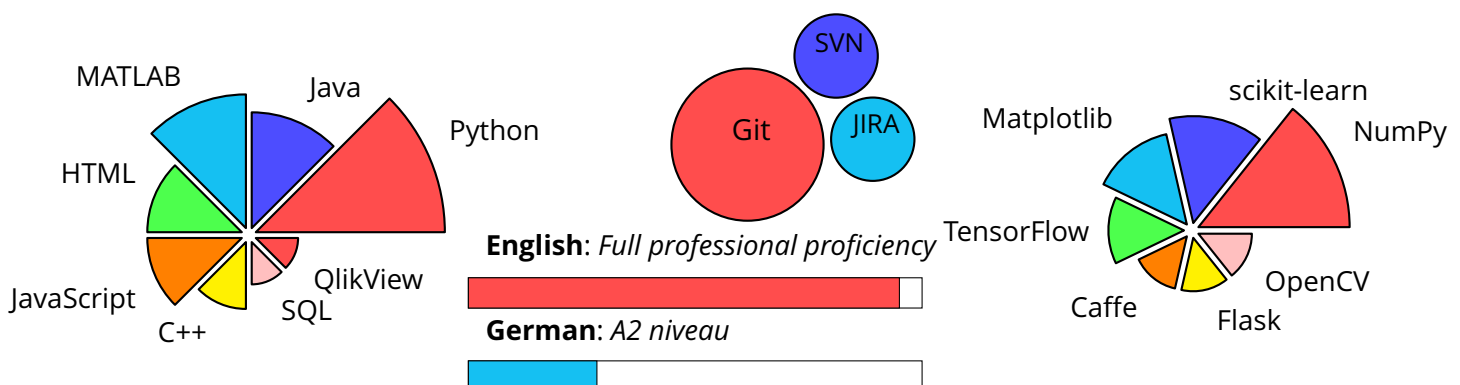 MATLAB
Java
Python
HTML
JavaScript
C++
SQL
QlikView
SVN
Git
JIRA
English: Full professional proficiency
German: A2 niveau
scikit-learn
Matplotlib
NumPy
TensorFlow
OpenCV
Caffe
Flask